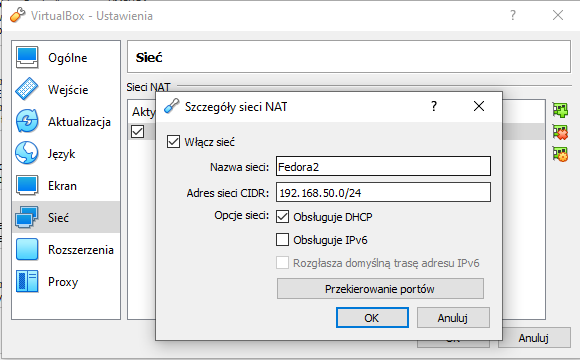 VirtualBox - Ustawienia
Ogólne
Wejście
Aktualizacja
Język
Ekran
Sieć
Rozszerzenia
Proxy
Sieć
Sieci NAT
Akty
Szczegóły sieci NAT
Włącz sieć
Nazwa sieci: Fedora2
Adres sieci CIDR: 192.168.50.0/24
Opcje sieci: Obsługuje DHCP
Obsługuje IPv6
Rozgłasza domyślną trasę adresu IPv6
Przekierowanie portów
OK Anuluj
OK Anuluj